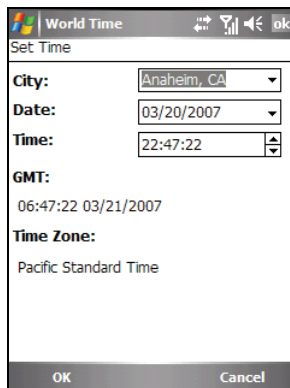 World Time ok
Set Time
City: Anaheim, CA
Date: 03/20/2007
Time: 22:47:22
GMT:
06:47:22 03/21/2007
Time Zone:
Pacific Standard Time
OK Cancel